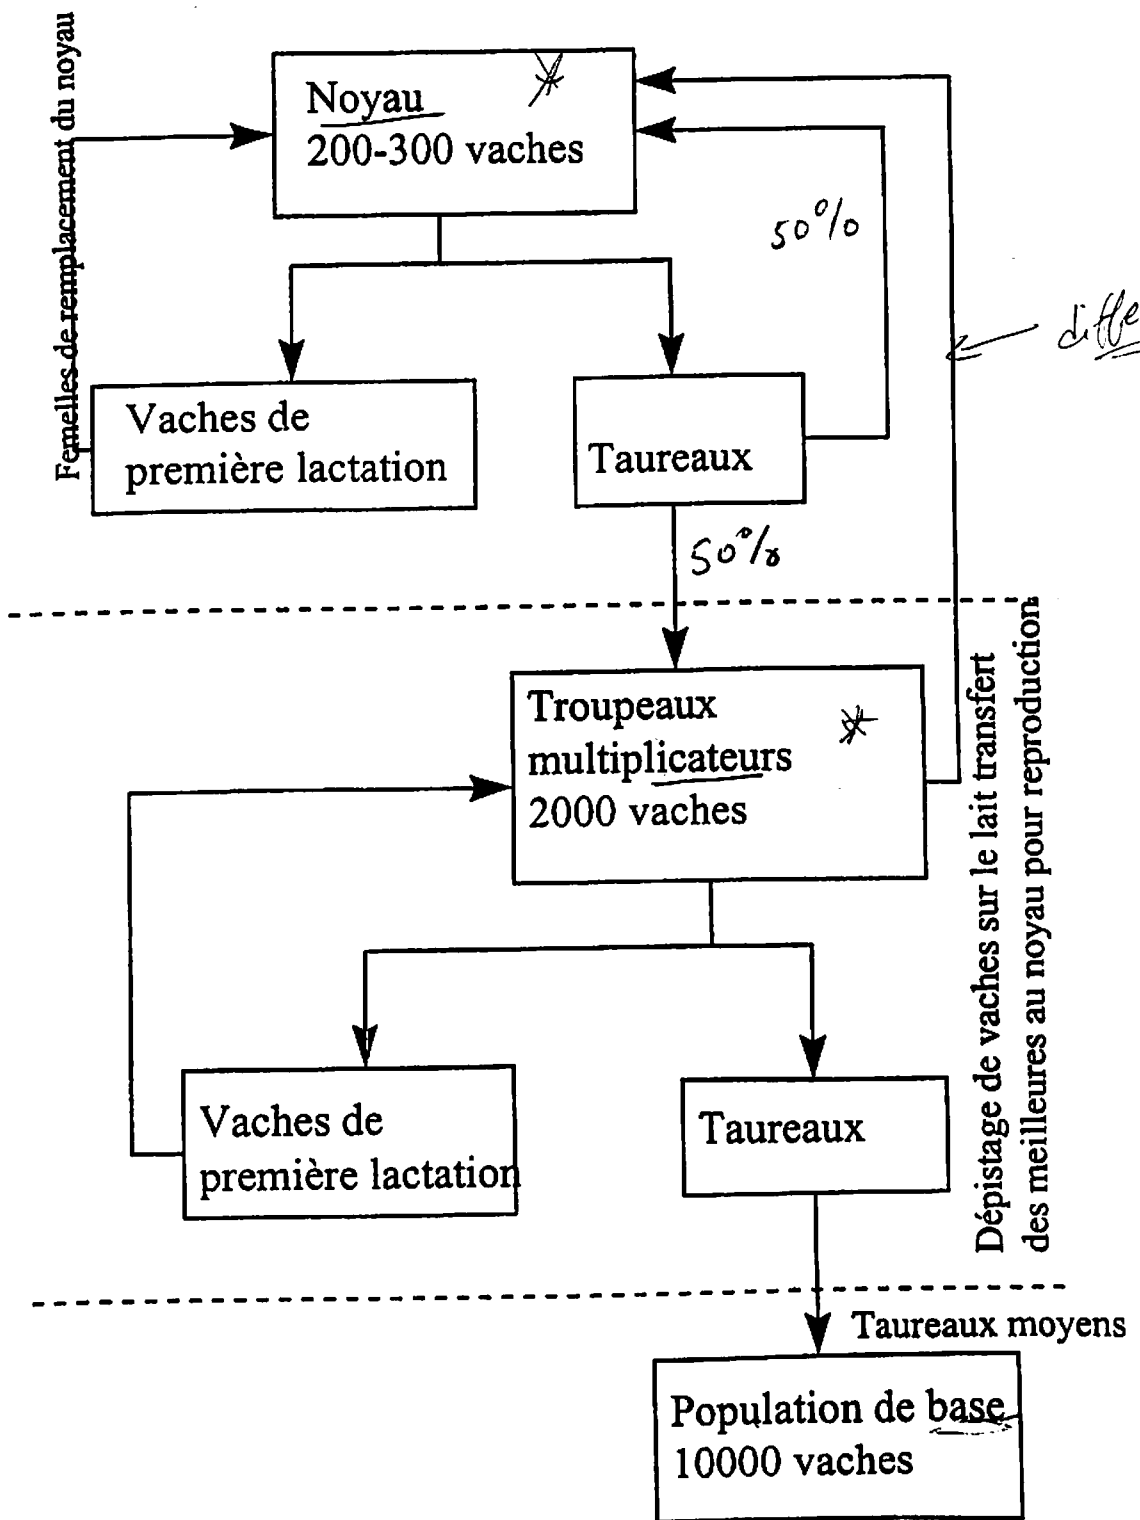 Femelles de remplacement du noyau
Noyau
200-300 vaches
50%
Vaches de
première lactation
Taureaux
50%
Troupeaux
multiplicateurs
2000 vaches
Dépistage de vaches sur le lait transfert
des meilleures au noyau pour reproduction
Vaches de
première lactation
Taureaux
Taureaux moyens
Population de base
10000 vaches